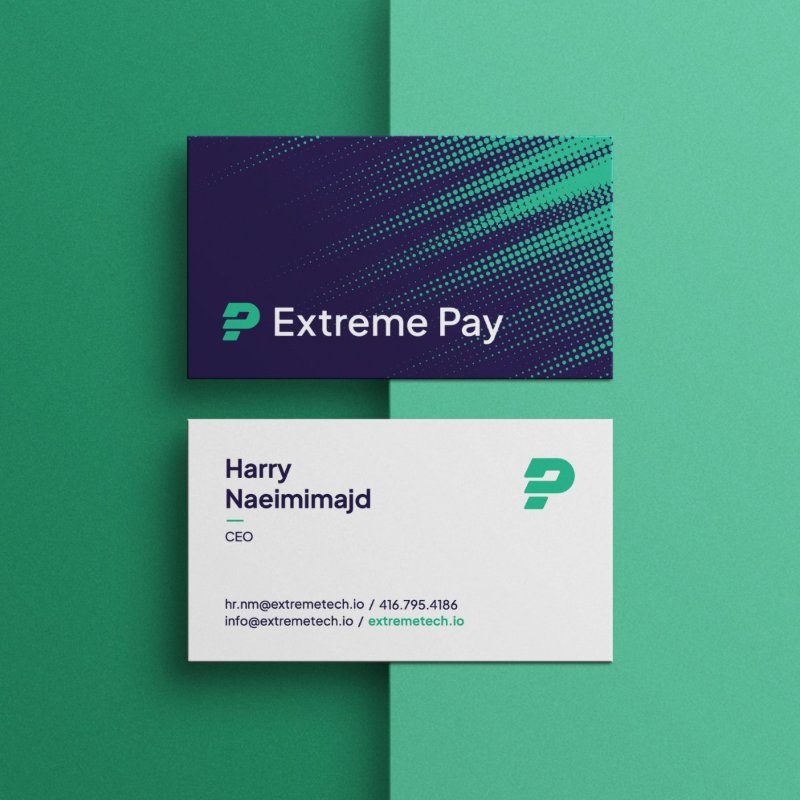 Extreme Pay
Harry
Naeimimajd
CEO
hr.nm@extremetech.io / 416.795.4186
info@extremetech.io / extremetech.io